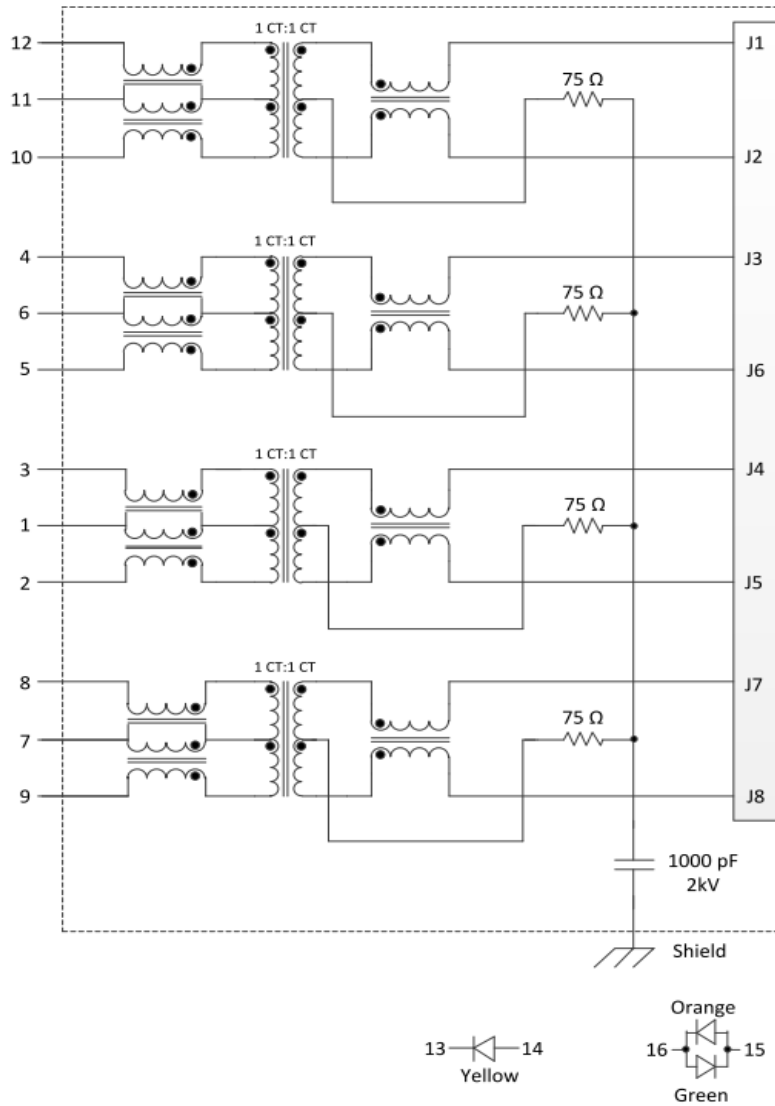 1 CT:1 CT
12
J1
75 Ω
11
10
J2
1 CT:1 CT
4
J3
75 Ω
6
5
J6
1 CT:1 CT
3
J4
75 Ω
1
2
J5
1 CT:1 CT
8
J7
75 Ω
7
9
J8
1000 pF
2kV
Shield
Orange
13
14
16
15
Yellow
Green